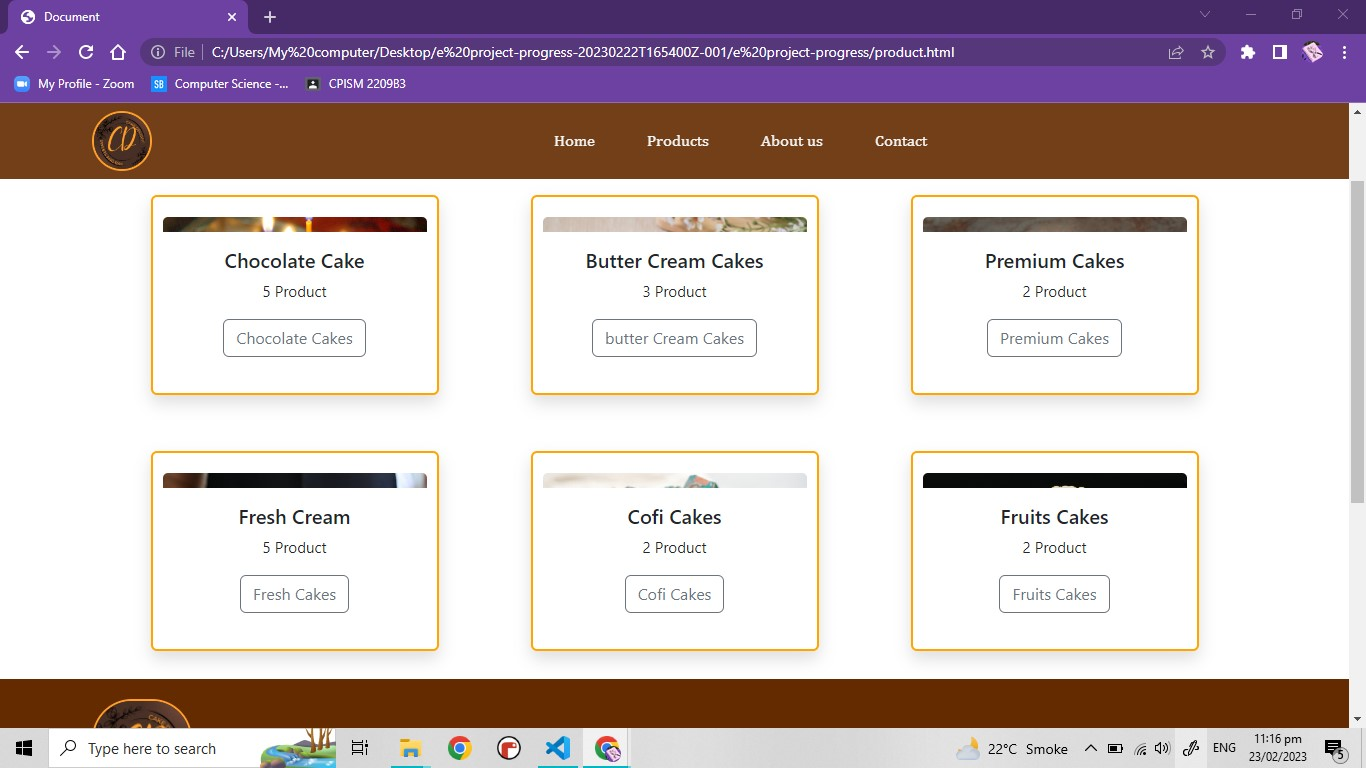 Document
File
C:/Users/My%20computer/Desktop/e%20project-progress-20230222T165400Z-001/e%20project-progress/product.html
My Profile - Zoom
SB
Computer Science -...
CPISM 2209B3
CD
Home
Products
About us
Contact
Chocolate Cake
5 Product
Chocolate Cakes
Butter Cream Cakes
3 Product
butter Cream Cakes
Premium Cakes
2 Product
Premium Cakes
Fresh Cream
5 Product
Fresh Cakes
Cofi Cakes
2 Product
Cofi Cakes
Fruits Cakes
2 Product
Fruits Cakes
Type here to search
22°C Smoke
ENG
11:16 pm
23/02/2023
5